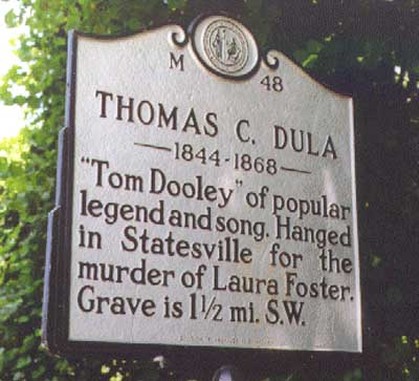 M 48
THOMAS C. DULA
1844-1868
"Tom Dooley" of popular
legend and song. Hanged
in Statesville for the
murder of Laura Foster.
Grave is 1½ mi. S.W.